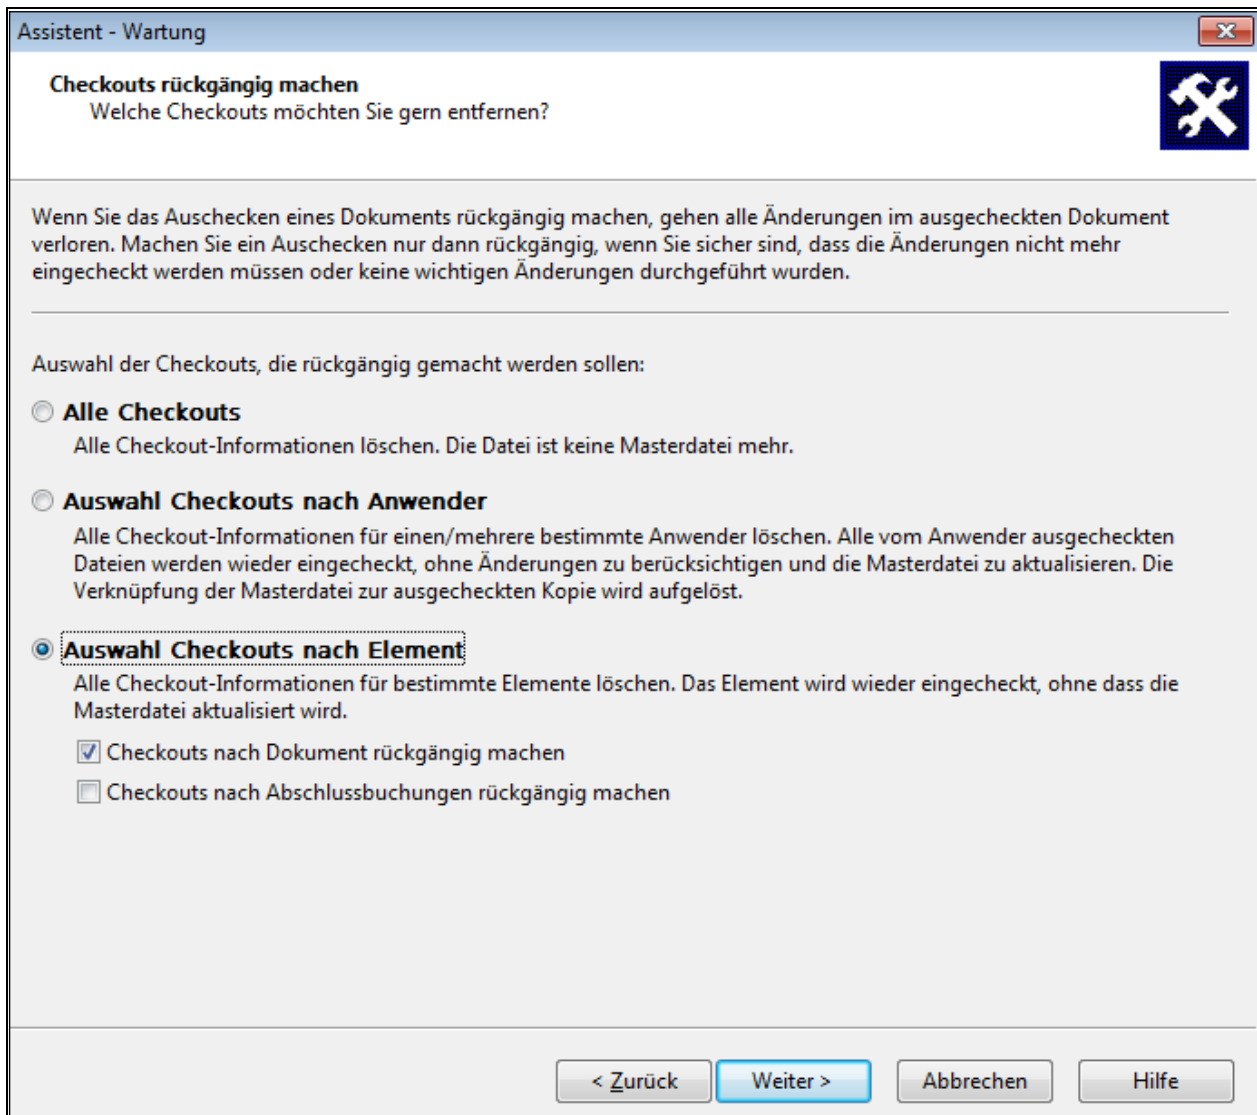 Assistent - Wartung
Checkouts rückgängig machen
Welche Checkouts möchten Sie gern entfernen?
Wenn Sie das Auschecken eines Dokuments rückgängig machen, gehen alle Änderungen im ausgecheckten Dokument
verloren. Machen Sie ein Auschecken nur dann rückgängig, wenn Sie sicher sind, dass die Änderungen nicht mehr
eingecheckt werden müssen oder keine wichtigen Änderungen durchgeführt wurden.
Auswahl der Checkouts, die rückgängig gemacht werden sollen:
Alle Checkouts
Alle Checkout-Informationen löschen. Die Datei ist keine Masterdatei mehr.
Auswahl Checkouts nach Anwender
Alle Checkout-Informationen für einen/mehrere bestimmte Anwender löschen. Alle vom Anwender ausgecheckten
Dateien werden wieder eingecheckt, ohne Änderungen zu berücksichtigen und die Masterdatei zu aktualisieren. Die
Verknüpfung der Masterdatei zur ausgecheckten Kopie wird aufgelöst.
Auswahl Checkouts nach Element
Alle Checkout-Informationen für bestimmte Elemente löschen. Das Element wird wieder eingecheckt, ohne dass die
Masterdatei aktualisiert wird.
Checkouts nach Dokument rückgängig machen
Checkouts nach Abschlussbuchungen rückgängig machen
< Zurück Weiter > Abbrechen Hilfe